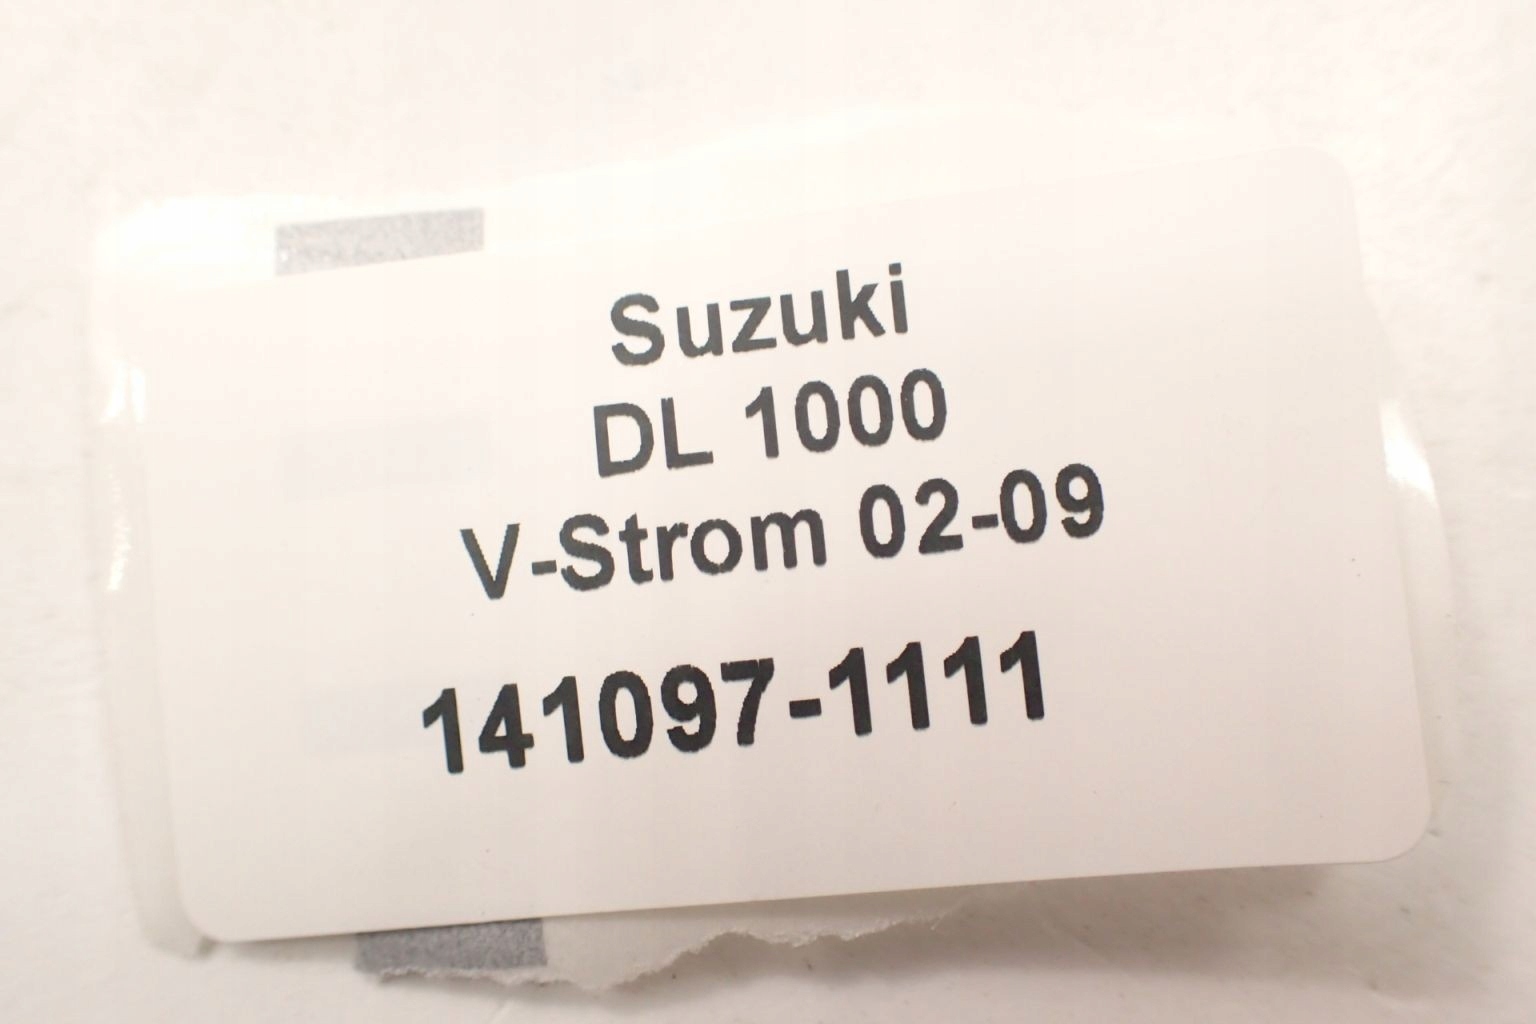 Suzuki
DL 1000
V-Strom 02-09
141097-1111